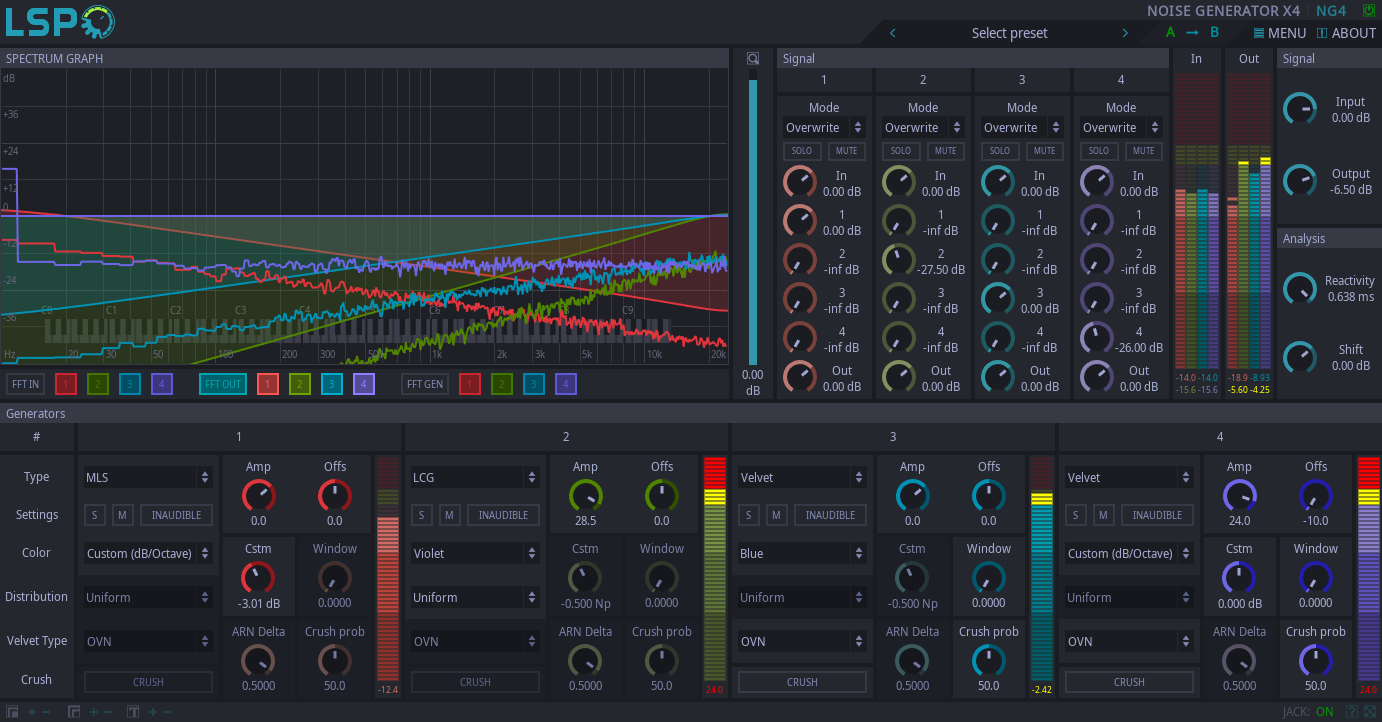 LSP
NOISE GENERATOR X4 NG4
Select preset
A → B
MENU
ABOUT
SPECTRUM GRAPH
dB
+36
+24
+12
0
-12
-24
-36
Hz
C0 C1 C2 C3 C4 C6 C8 C9
20 30 50 100 200 300 500 1k 2k 3k 5k 10k 20k
FFT IN 1 2 3 4 FFT OUT 1 2 3 4 FFT GEN 1 2 3 4
0.00
dB
Signal
1 2 3 4
Mode Mode Mode Mode
Overwrite Overwrite Overwrite Overwrite
SOLO MUTE SOLO MUTE SOLO MUTE SOLO MUTE
In In In In
0.00 dB 0.00 dB 0.00 dB 0.00 dB
1 1 1 1
0.00 dB -inf dB -inf dB -inf dB
2 2 2 2
-inf dB -27.50 dB -inf dB -inf dB
3 3 3 3
-inf dB -inf dB 0.00 dB -inf dB
4 4 4 4
-inf dB -inf dB -inf dB -26.00 dB
Out Out Out Out
0.00 dB 0.00 dB 0.00 dB 0.00 dB
In Out
-14.0 -14.0 -18.9 -8.93
-15.6 -15.6 -5.60 -4.25
Signal
Input
0.00 dB
Output
-6.50 dB
Analysis
Reactivity
0.638 ms
Shift
0.00 dB
Generators
# 1 2 3 4
Type
Settings
Color
Distribution
Velvet Type
Crush
MLS
S M INAUDIBLE
Custom (dB/Octave)
Uniform
OVN
CRUSH
Amp Offs
0.0 0.0
Cstm Window
-3.01 dB 0.0000
ARN Delta Crush prob
0.5000 50.0
-12.4
LCG
S M INAUDIBLE
Violet
Uniform
OVN
CRUSH
Amp Offs
28.5 0.0
Cstm Window
-0.500 Np 0.0000
ARN Delta Crush prob
0.5000 50.0
24.0
Velvet
S M INAUDIBLE
Blue
Uniform
OVN
CRUSH
Amp Offs
0.0 0.0
Cstm Window
-0.500 Np 0.0000
ARN Delta Crush prob
0.5000 50.0
-2.42
Velvet
S M INAUDIBLE
Custom (dB/Octave)
Uniform
OVN
CRUSH
Amp Offs
24.0 -10.0
Cstm Window
0.000 dB 0.0000
ARN Delta Crush prob
0.5000 50.0
24.0
+ − + − T + −
JACK: ON ?